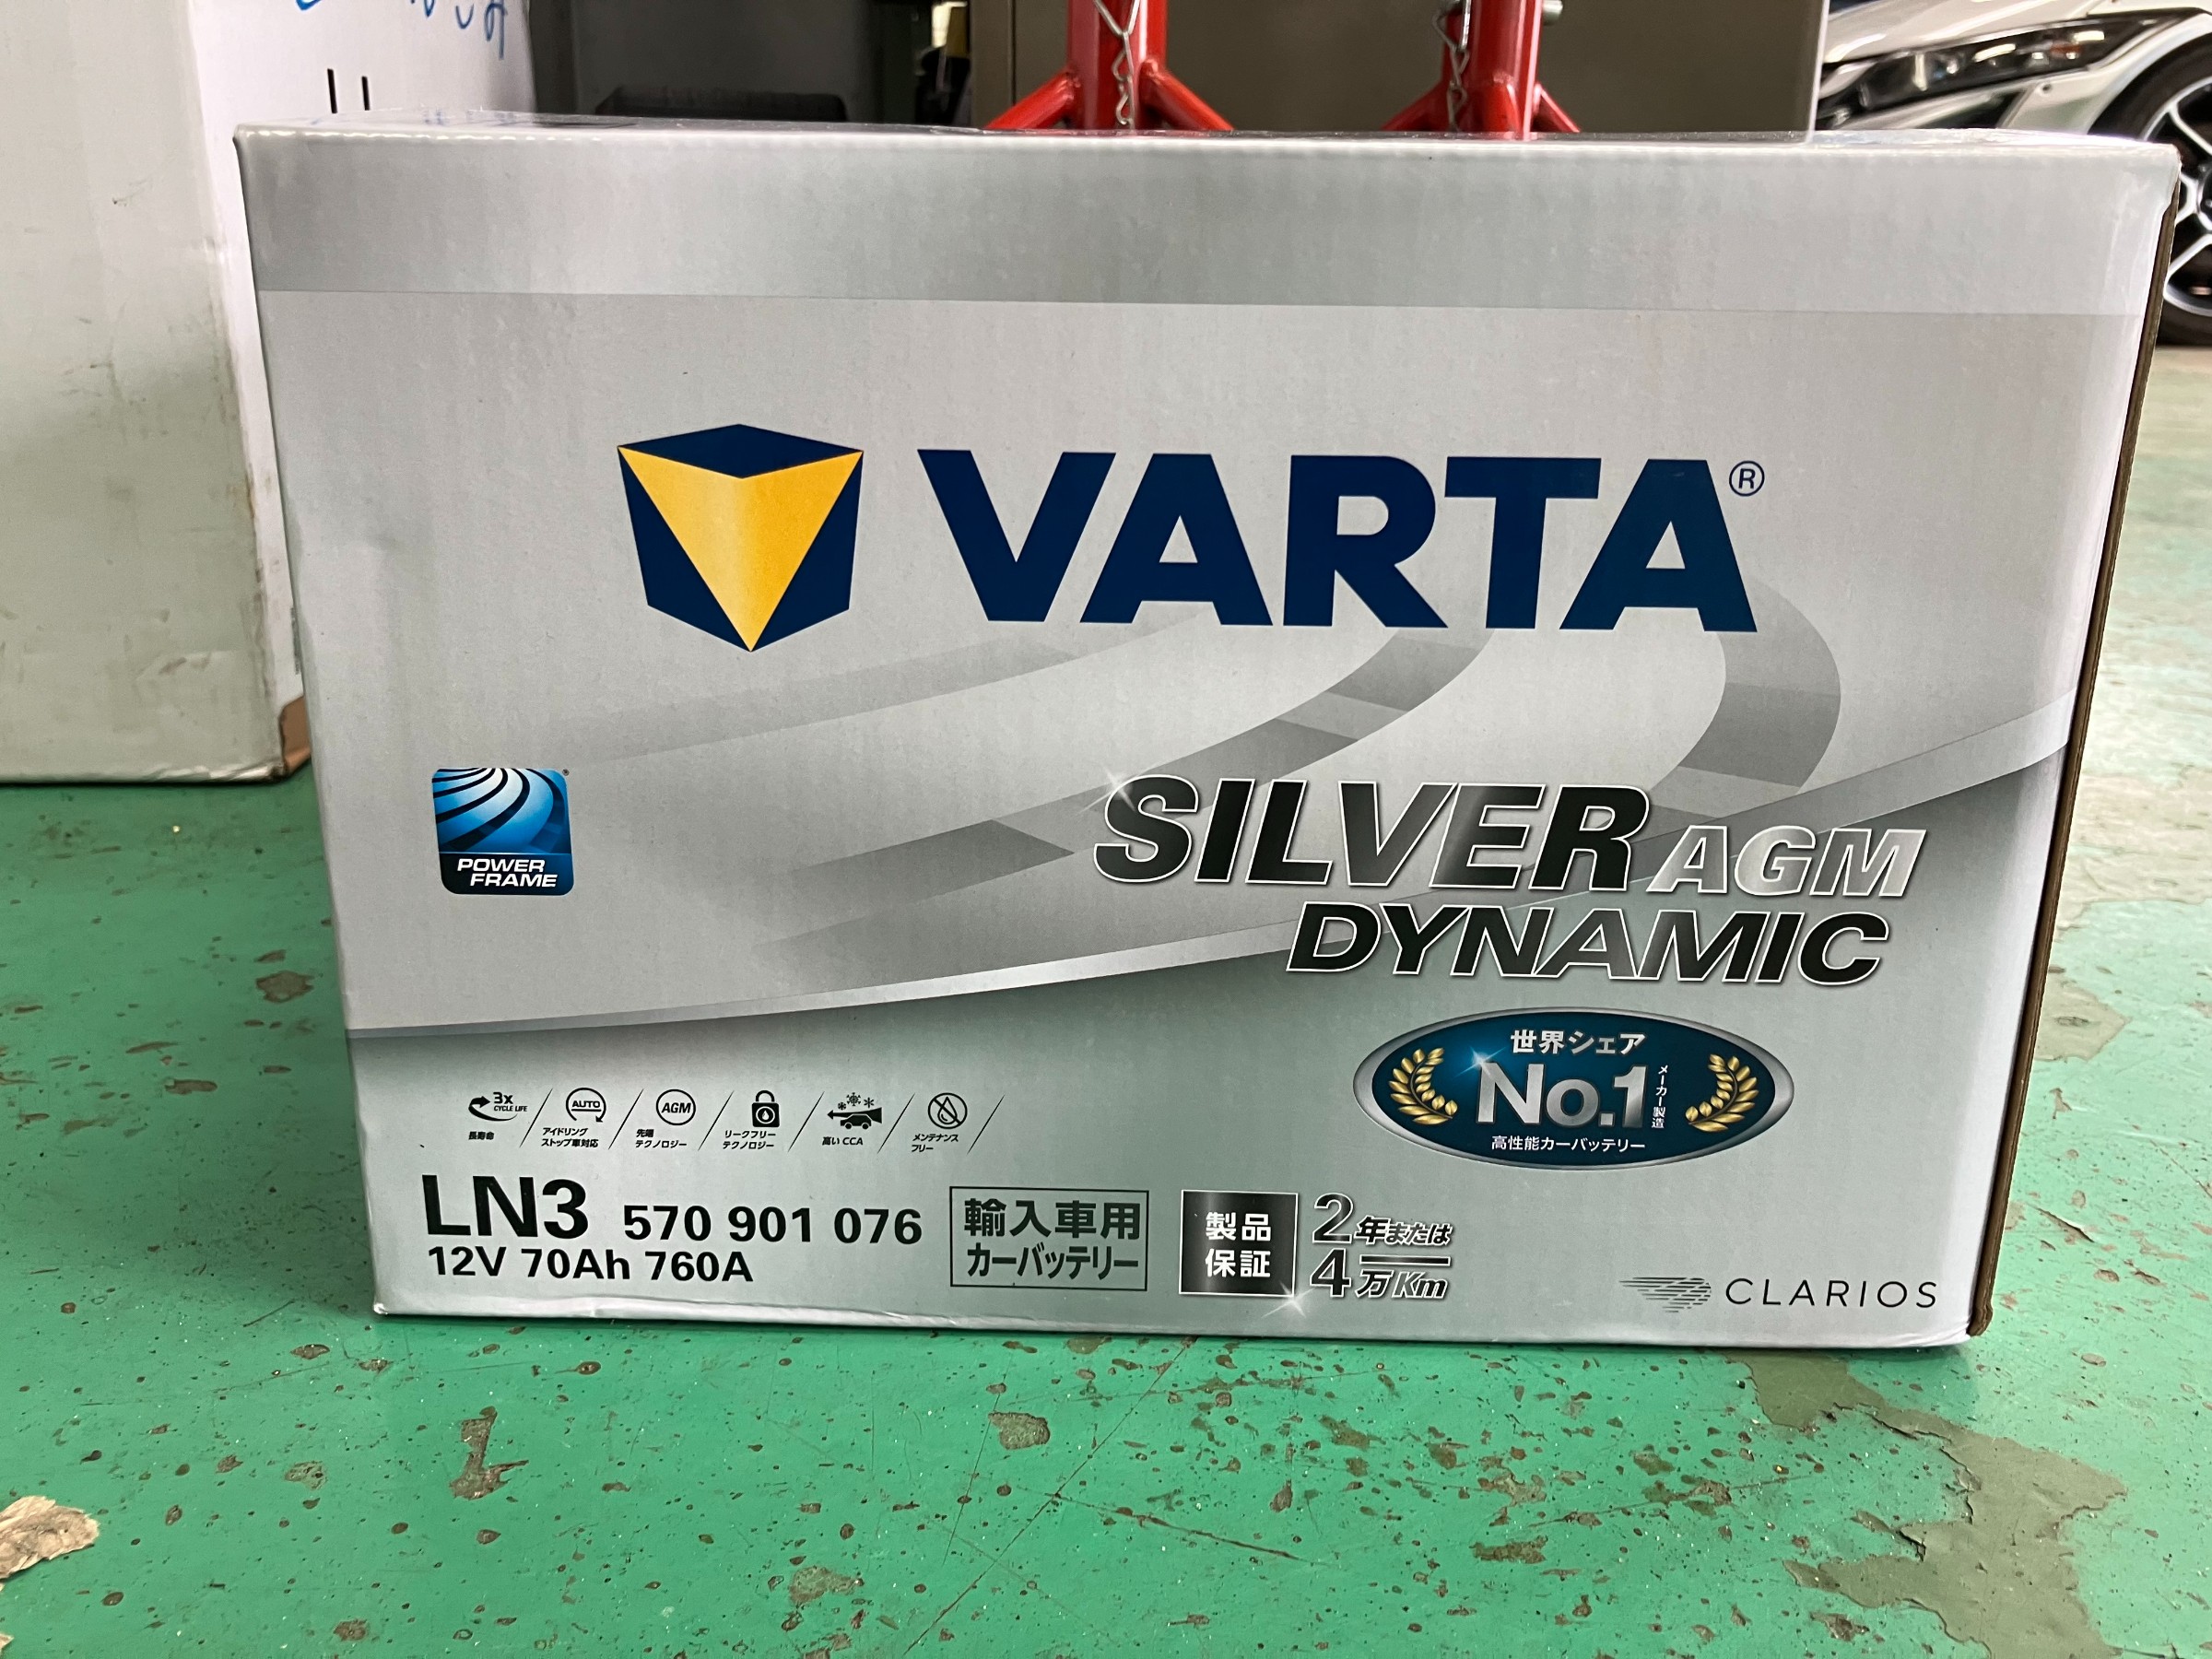 VARTA®
SILVER AGM
DYNAMIC
POWER
FRAME
世界シェア
No.1
メーカー製造
高性能カーバッテリー
3x
CYCLE LIFE
長寿命
AUTO
アイドリング
ストップ車対応
AGM
先端
テクノロジー
リークフリー
テクノロジー
高いCCA
メンテナンス
フリー
LN3 570 901 076
12V 70Ah 760A
輸入車用
カーバッテリー
製品
保証
2年または
4万Km
CLARIOS